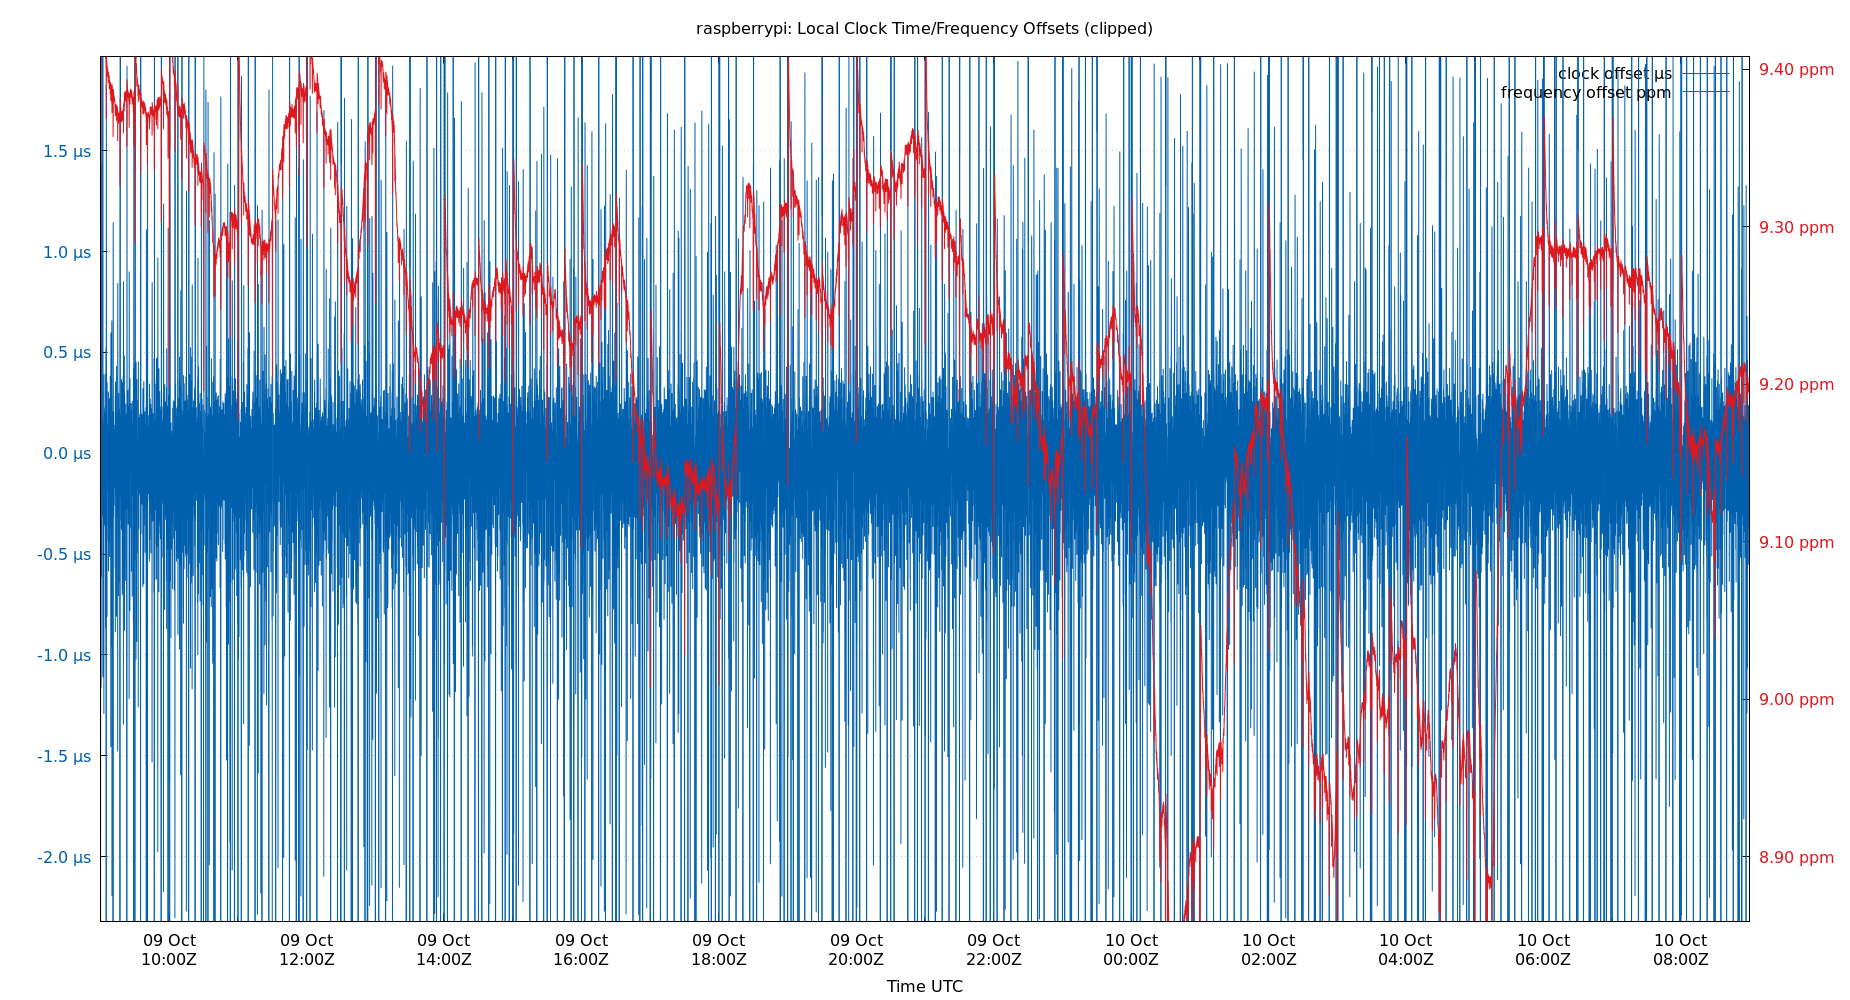 raspberrypi: Local Clock Time/Frequency Offsets (clipped)
clock offset µs
frequency offset ppm
1.5 µs
1.0 µs
0.5 µs
0.0 µs
-0.5 µs
-1.0 µs
-1.5 µs
-2.0 µs
9.40 ppm
9.30 ppm
9.20 ppm
9.10 ppm
9.00 ppm
8.90 ppm
09 Oct 09 Oct 09 Oct 09 Oct 09 Oct 09 Oct 09 Oct 10 Oct 10 Oct 10 Oct 10 Oct 10 Oct
10:00Z 12:00Z 14:00Z 16:00Z 18:00Z 20:00Z 22:00Z 00:00Z 02:00Z 04:00Z 06:00Z 08:00Z
Time UTC